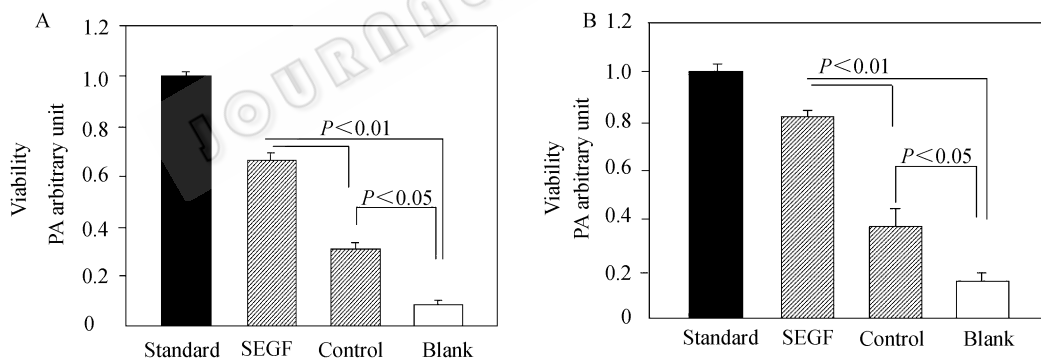 A
1.2
1.0
0.8
0.6
0.4
0.2
0
Viability
PA arbitrary unit
P<0.01
P<0.05
Standard SEGF Control Blank
JOURNA
B
1.2
1.0
0.8
0.6
0.4
0.2
0
Viability
PA arbitrary unit
P<0.01
P<0.05
Standard SEGF Control Blank